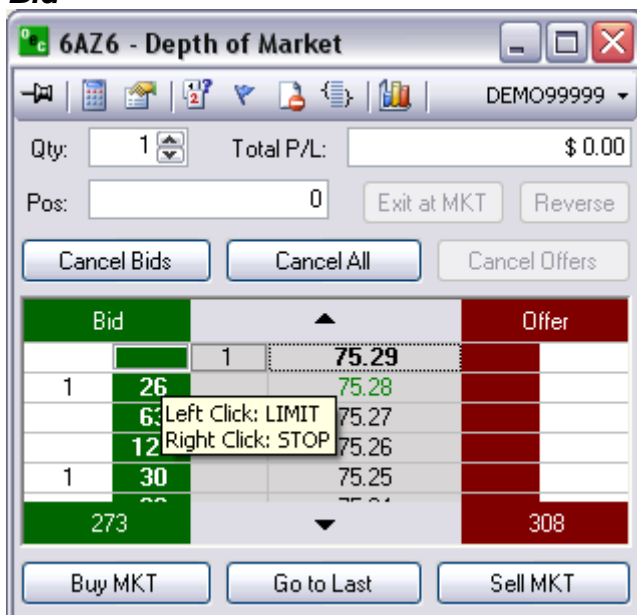 Bid
6AZ6 - Depth of Market
DEMO99999
Qty: 1 Total P/L: $ 0.00
Pos: 0 Exit at MKT Reverse
Cancel Bids Cancel All Cancel Offers
Bid Offer
1 75.29
1 26 75.28
75.27
75.26
1 30 75.25
Left Click: LIMIT
Right Click: STOP
273 308
Buy MKT Go to Last Sell MKT